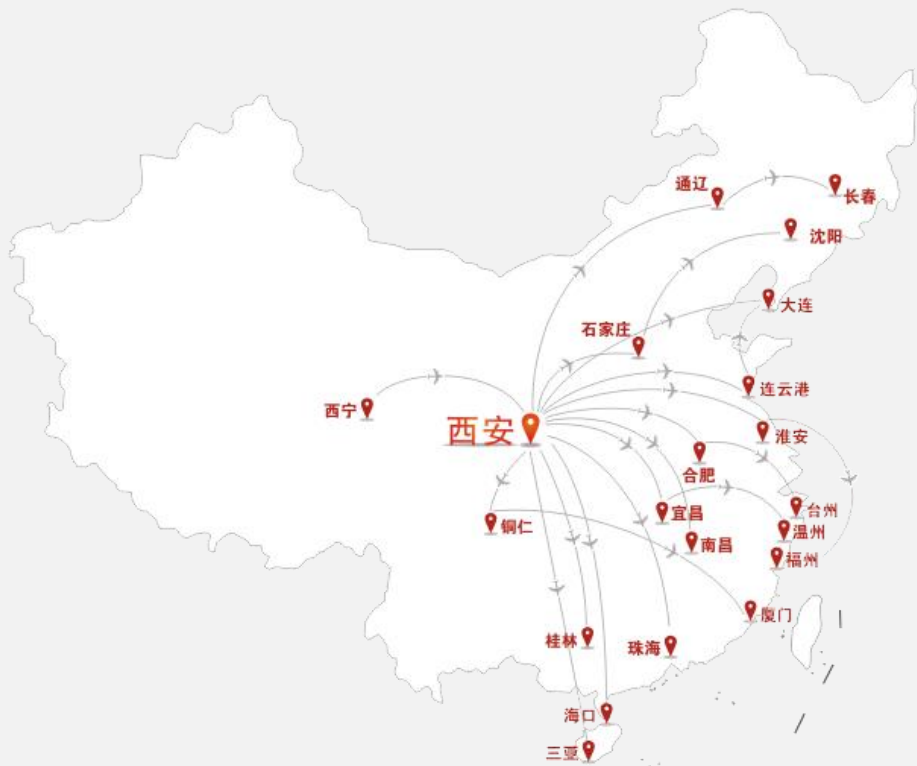 通辽
长春
沈阳
大连
石家庄
连云港
西宁
西安
淮安
合肥
台州
宜昌
铜仁
温州
南昌
福州
厦门
桂林
珠海
海口
三亚